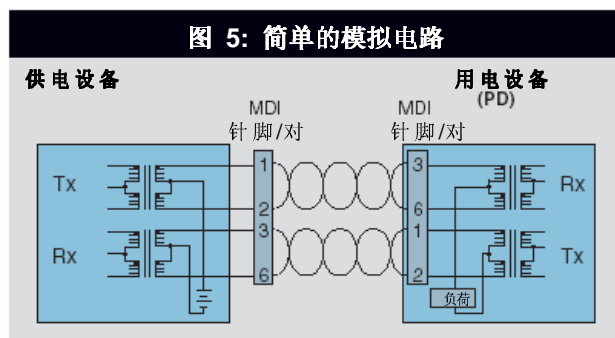 图 5: 简单的模拟电路
供电设备
用电设备
(PD)
MDI
针脚/对
MDI
针脚/对
Tx
Rx
1
2
3
6
3
6
1
2
Rx
Tx
负荷